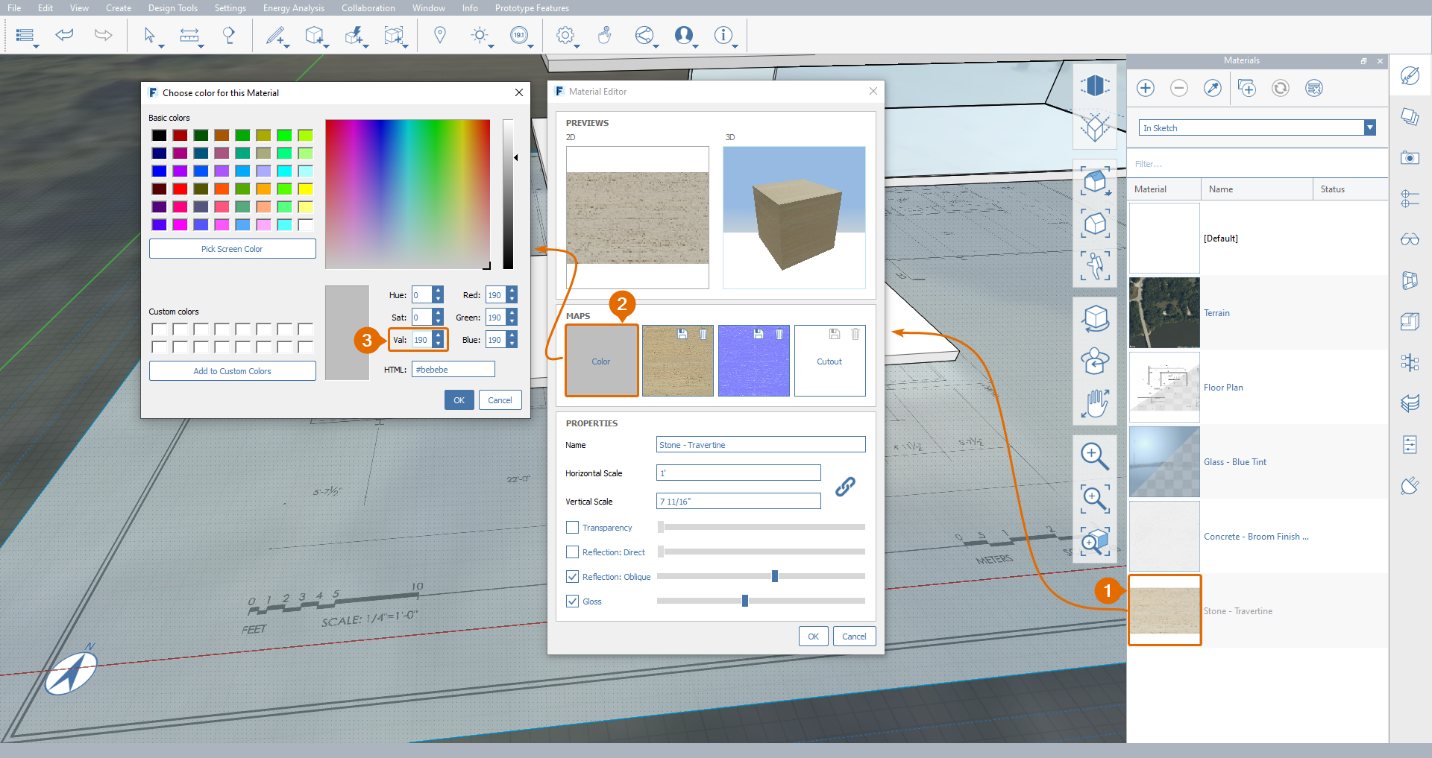 File Edit View Create Design Tools Settings Energy Analysis Collaboration Window Info Prototype Features
Materials
In Sketch
Filter...
Material Name Status
[Default]
Terrain
Floor Plan
Glass - Blue Tint
Concrete - Broom Finish ...
Stone - Travertine
1
Material Editor
PREVIEWS
2D 3D
2
MAPS
Color Cutout
PROPERTIES
Name Stone - Travertine
Horizontal Scale 1'
Vertical Scale 7 11/16"
Transparency
Reflection: Direct
Reflection: Oblique
Gloss
OK Cancel
Choose color for this Material
Basic colors
Pick Screen Color
Custom colors
Add to Custom Colors
Hue: 0 Red: 190
Sat: 0 Green: 190
3 Val: 190 Blue: 190
HTML: #bebebe
OK Cancel
5'-7½"
22'-0"
0 1 2 3 4 5 10
FEET SCALE: 1/4"=1'-0"
METERS
N